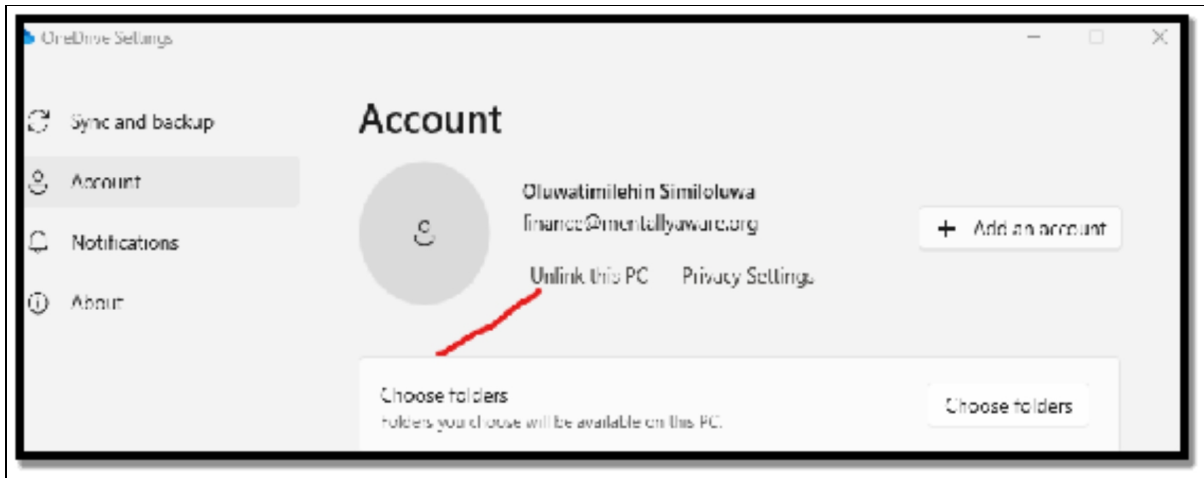 OneDrive Settings
Sync and backup
Account
Notifications
About
Account
Oluwatimilehin Similoluwa
finance@mentallyaware.org
+ Add an account
Unlink this PC
Privacy Settings
Choose folders
Folders you choose will be available on this PC.
Choose folders